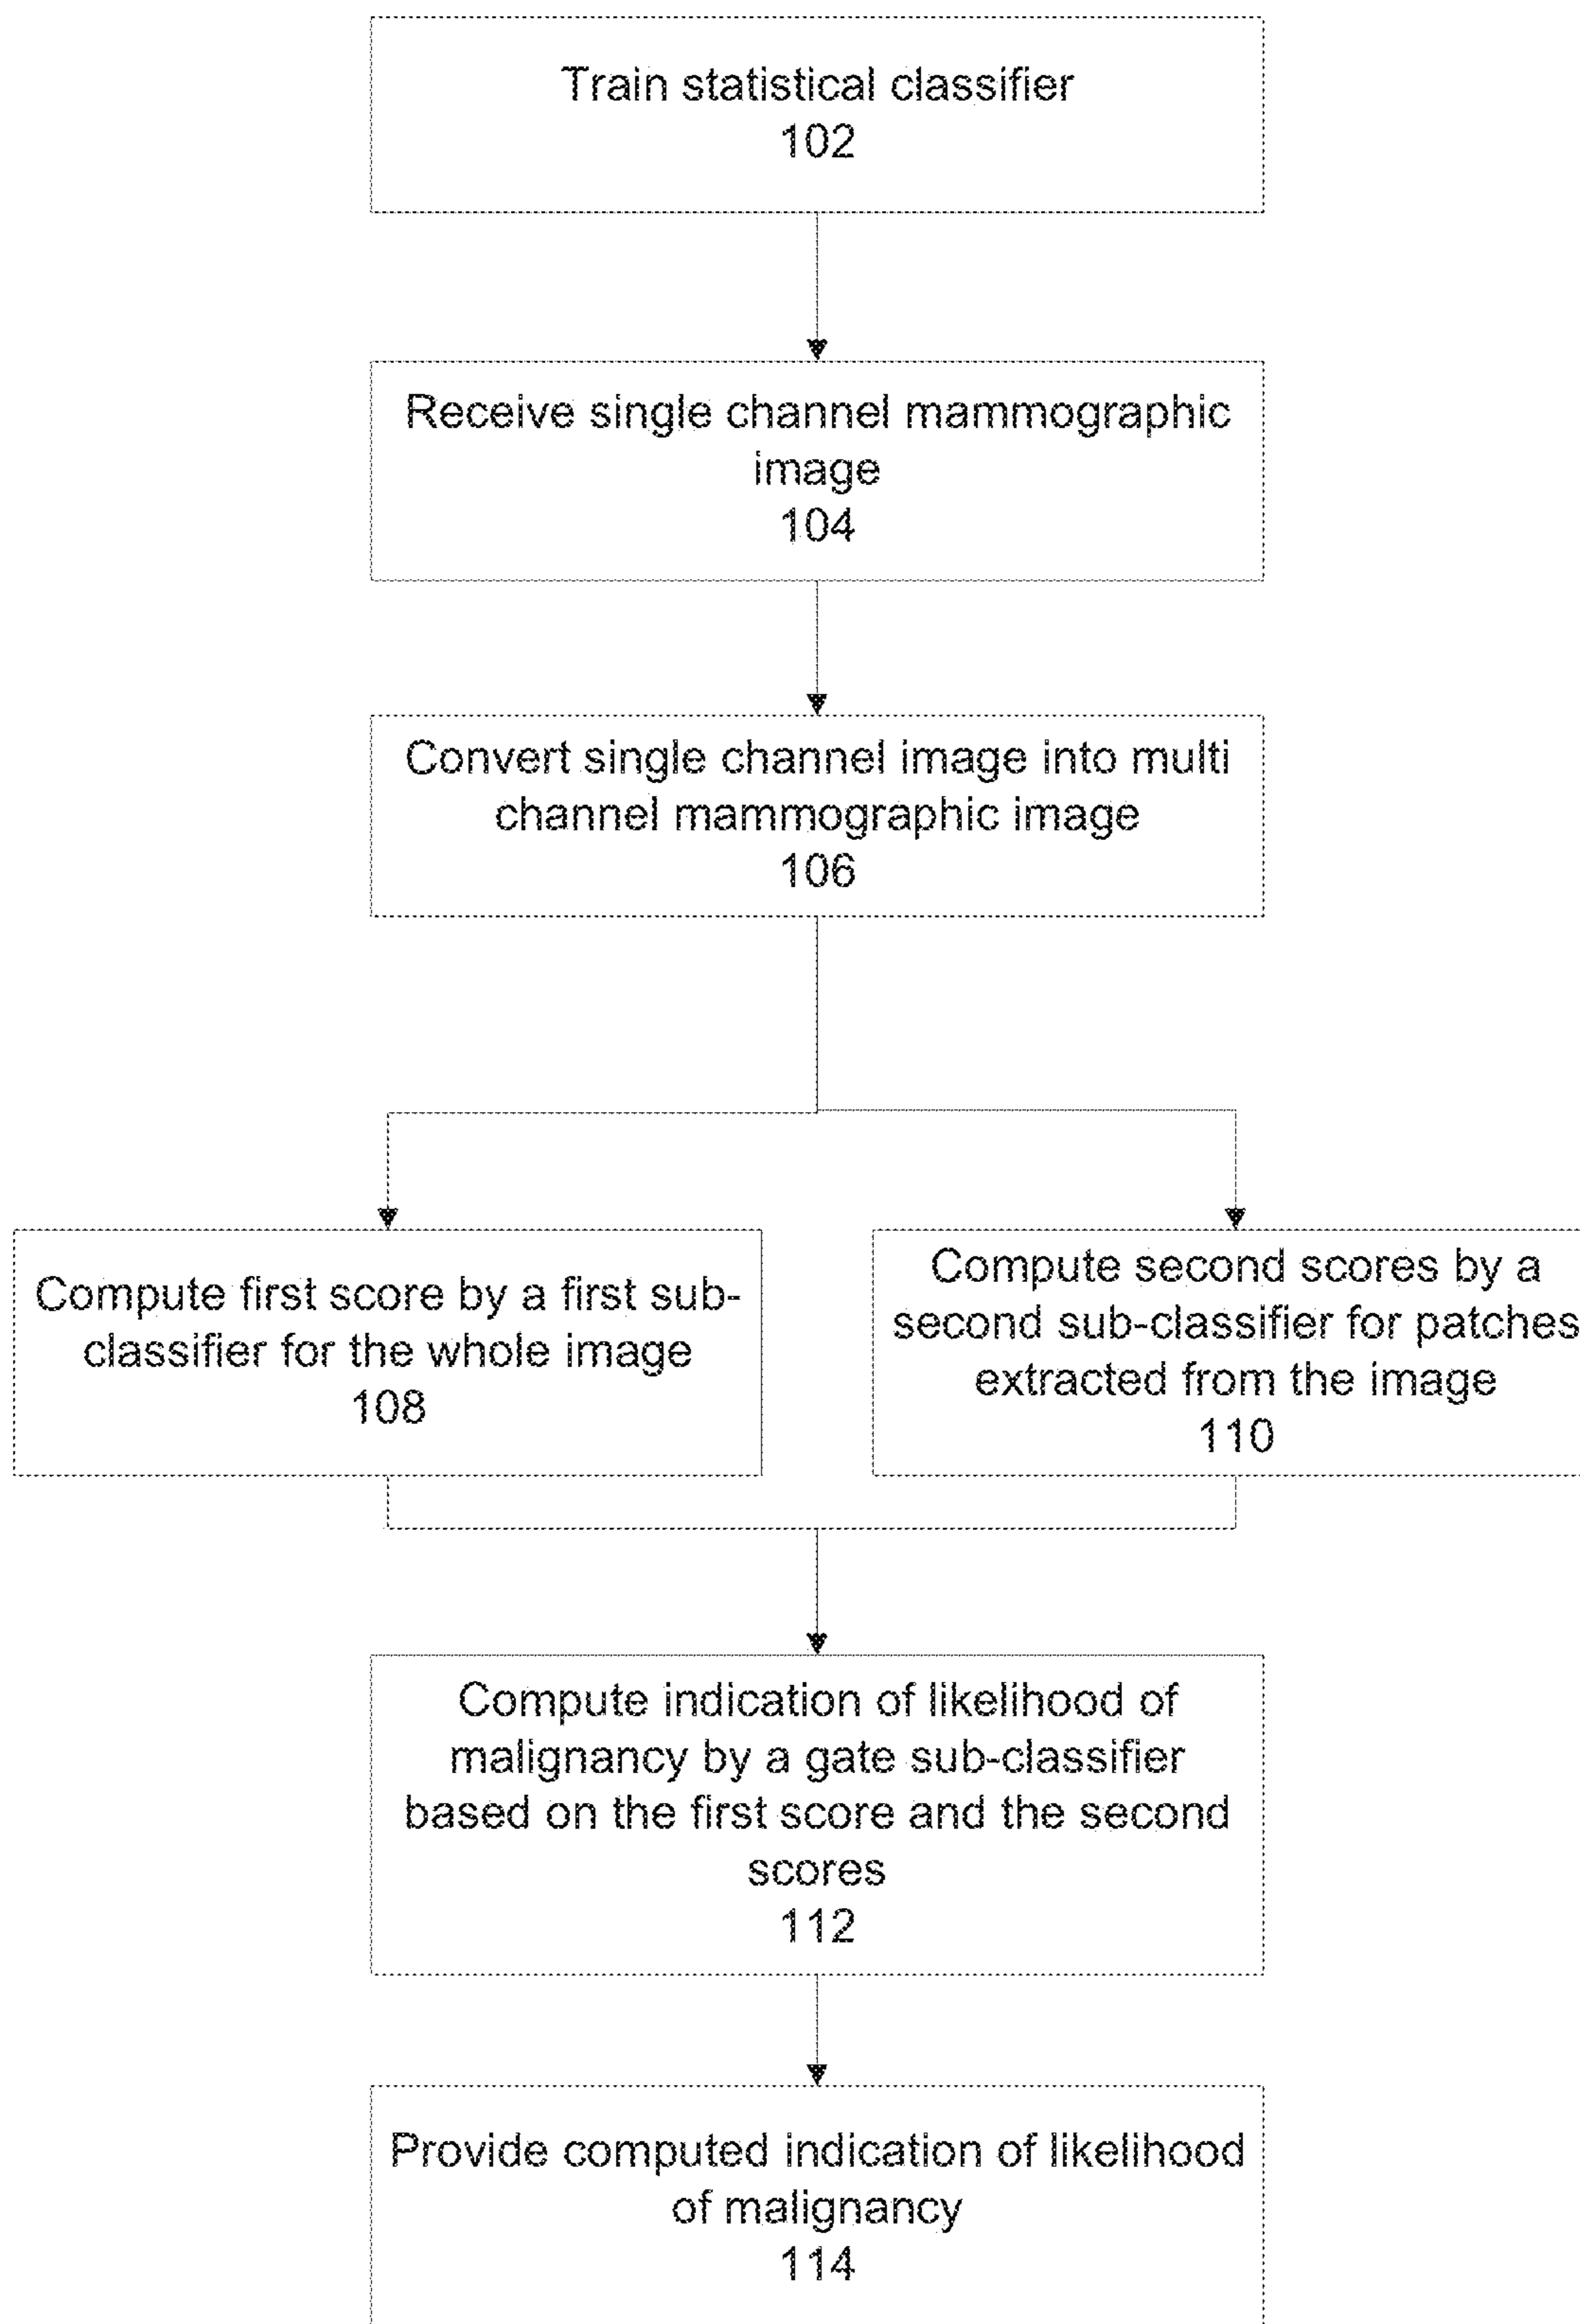 Train statistical classifier
102
Receive single channel mammographic
image
104
Convert single channel image into multi
channel mammographic image
106
Compute first score by a first sub-
classifier for the whole image
108
Compute second scores by a
second sub-classifier for patches
extracted from the image
110
Compute indication of likelihood of
malignancy by a gate sub-classifier
based on the first score and the second
scores
112
Provide computed indication of likelihood
of malignancy
114